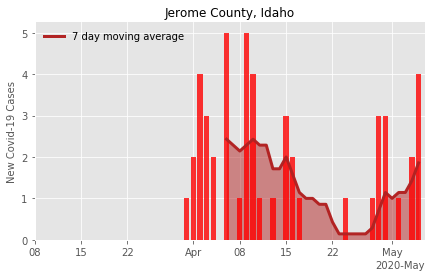 Jerome County, Idaho
7 day moving average
New Covid-19 Cases
5
4
3
2
1
0
08 15 22 Apr 08 15 22 May
2020-May